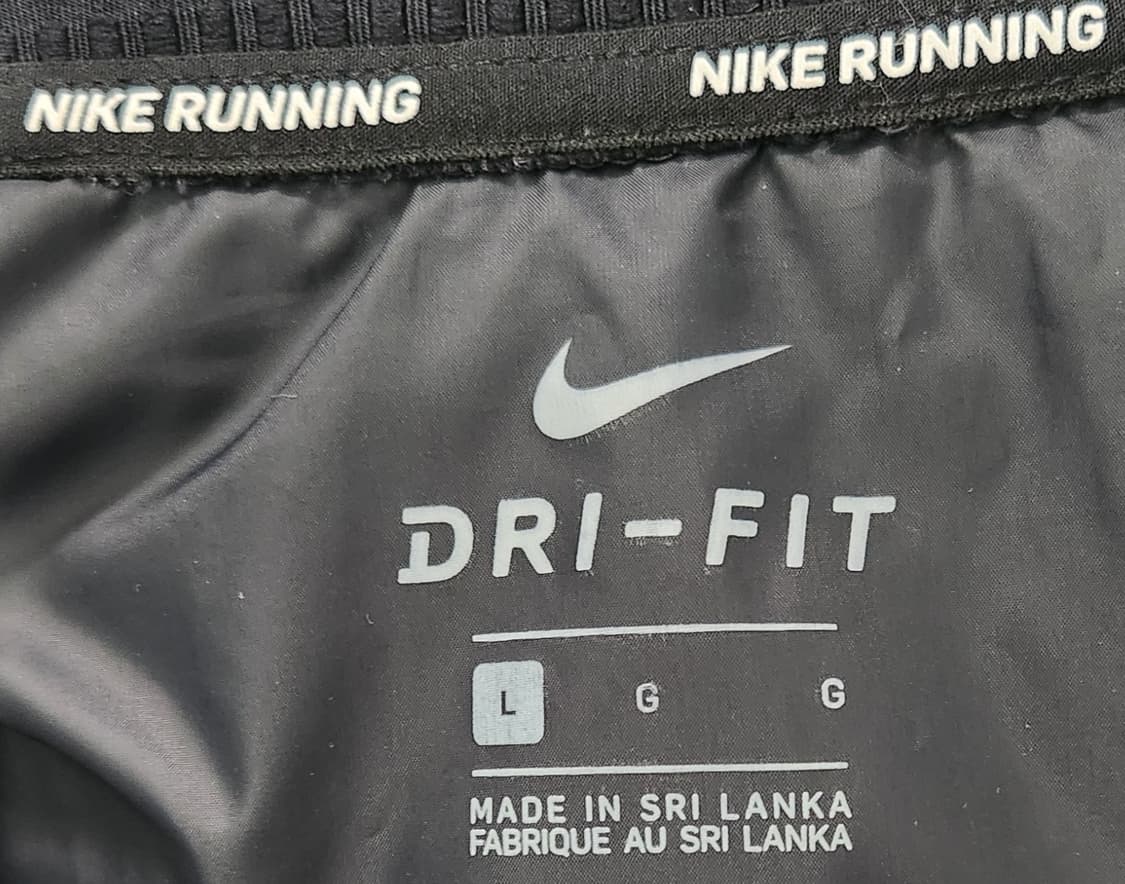 NIKE RUNNING NIKE RUNNING
DRI-FIT
L G G
MADE IN SRI LANKA
FABRIQUE AU SRI LANKA